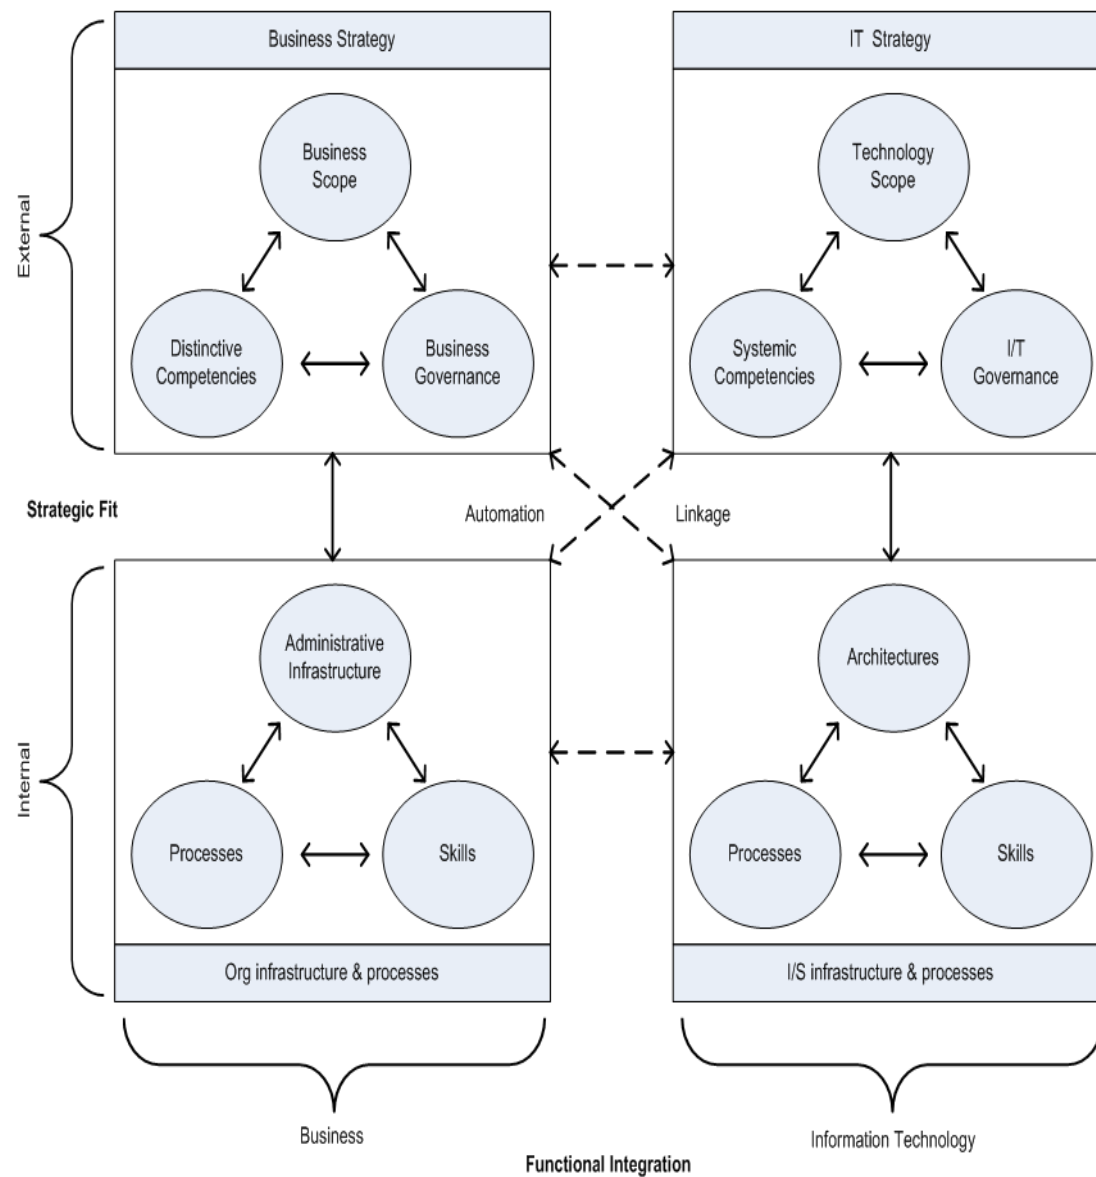 Business Strategy
IT Strategy
Business
Scope
Technology
Scope
External
Distinctive
Competencies
Business
Governance
Systemic
Competencies
I/T
Governance
Strategic Fit
Automation
Linkage
Administrative
Infrastructure
Architectures
Internal
Processes
Skills
Processes
Skills
Org infrastructure & processes
I/S infrastructure & processes
Business
Information Technology
Functional Integration